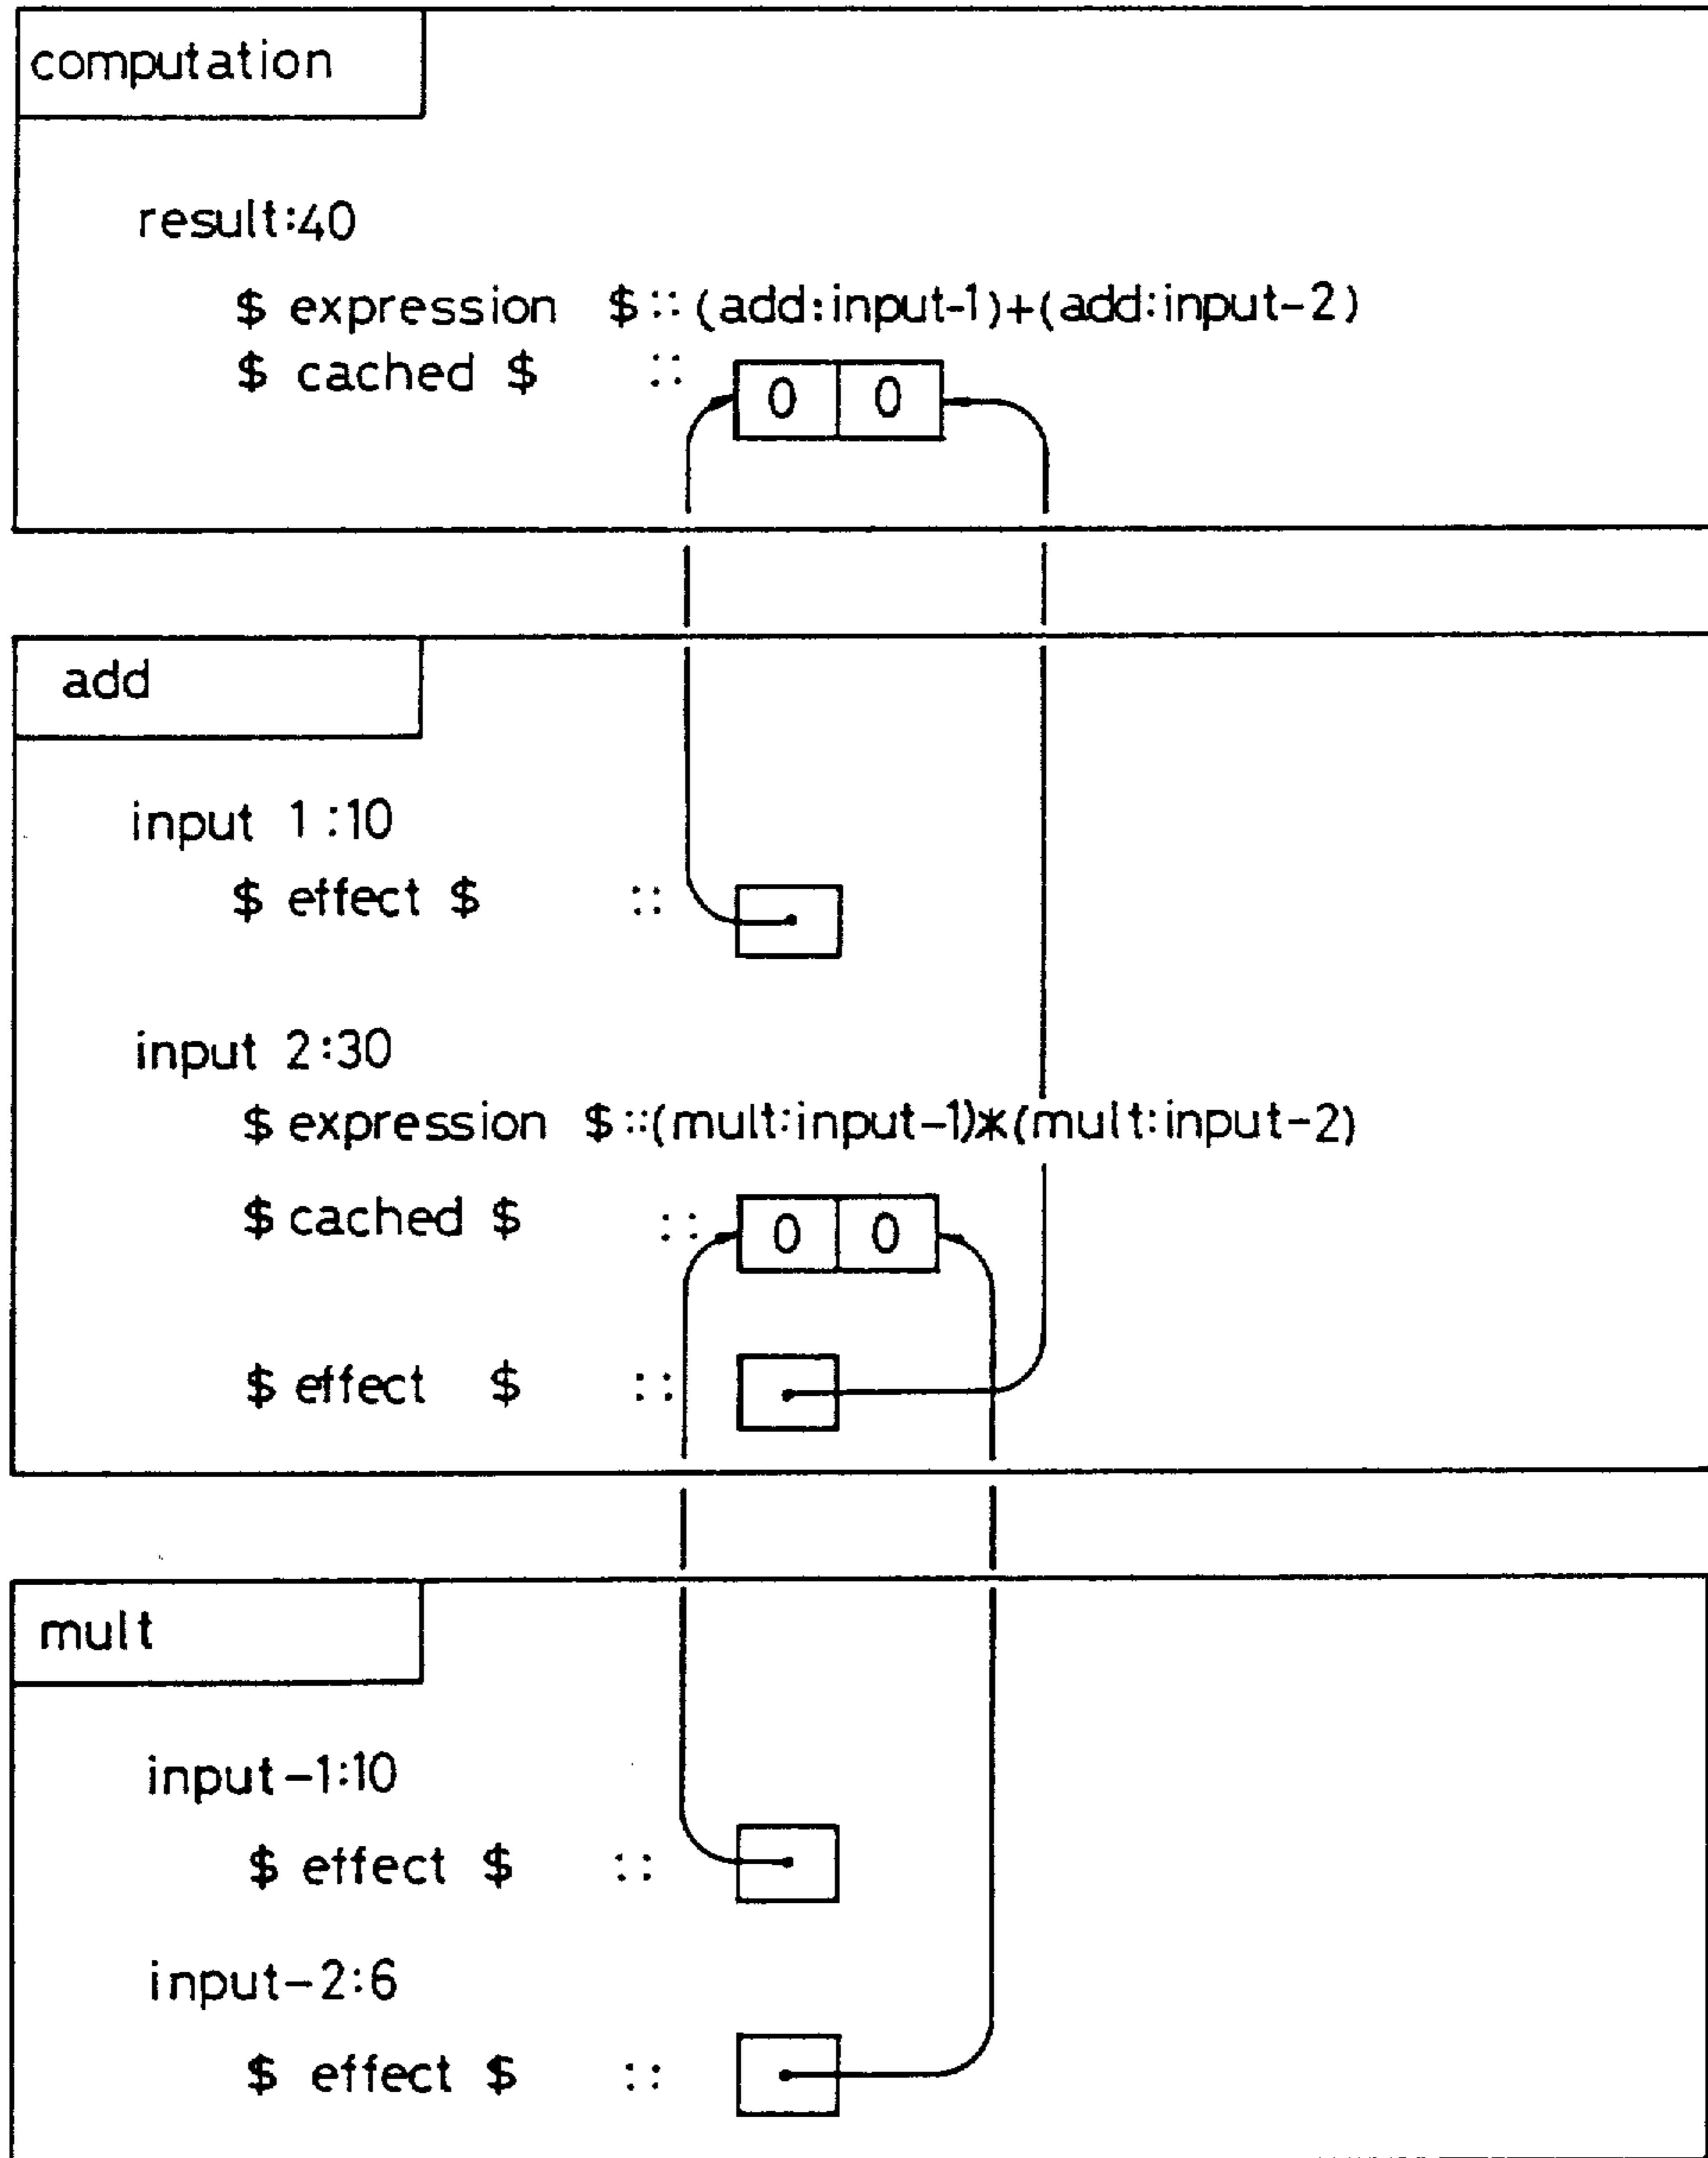 computation
result:40
$ expression $::(add:input-1)+(add:input-2)
$ cached $ :: 0 0
add
input 1:10
$ effect $ ::
input 2:30
$ expression $::(mult:input-1)*(mult:input-2)
$ cached $ :: 0 0
$ effect $ ::
mult
input-1:10
$ effect $ ::
input-2:6
$ effect $ ::